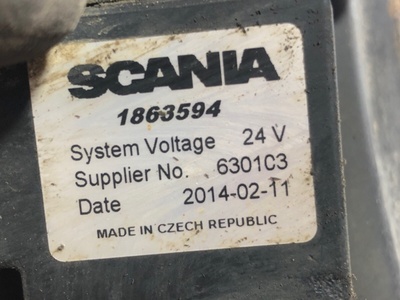 SCANIA
1863594
System Voltage 24 V
Supplier No. 6301C3
Date 2014-02-11
MADE IN CZECH REPUBLIC